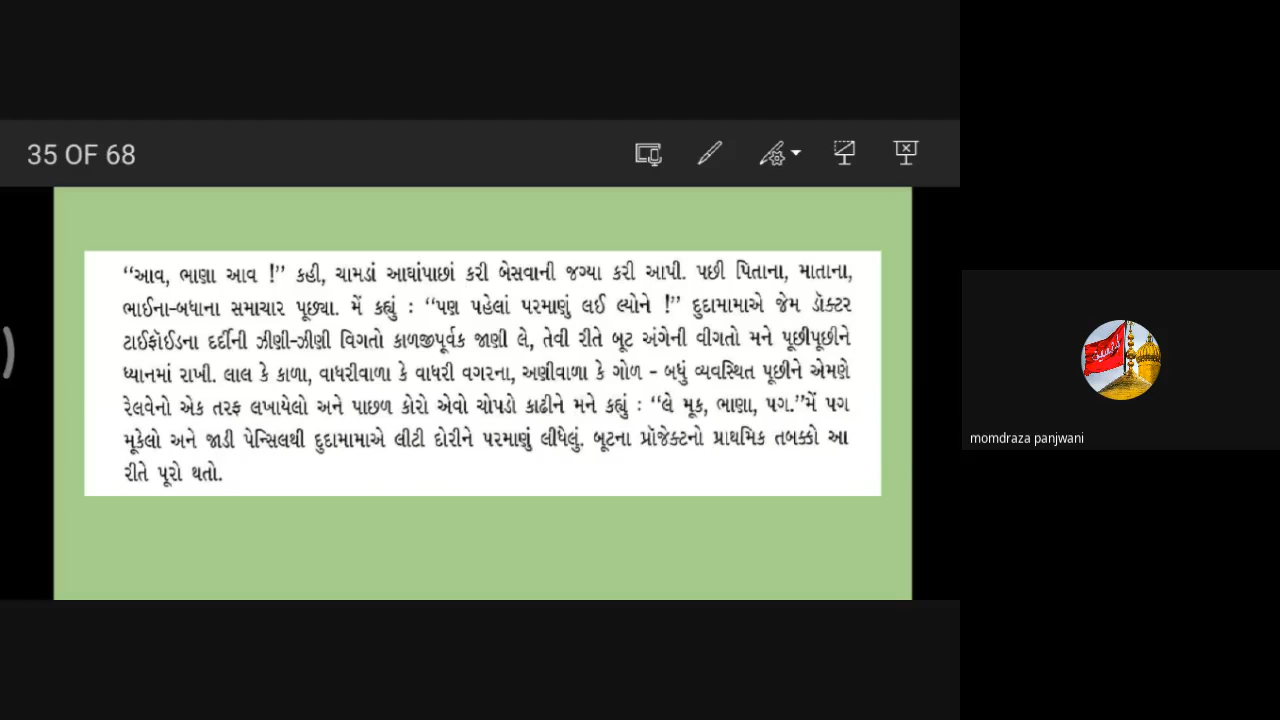 35 OF 68
“આવ, ભાણા આવ !” કહી, ચામડાં આઘાંપાછાં કરી બેસવાની જગ્યા કરી આપી. પછી પિતાના, માતાના,
ભાઈના-બધાના સમાચાર પૂછ્યા. મેં કહ્યું : “પણ પહેલાં પરમાણું લઈ લ્યોને !” દુદામામાએ જેમ ડૉક્ટર
ટાઈફૉઈડના દર્દીની ઝીણી-ઝીણી વિગતો કાળજીપૂર્વક જાણી લે, તેવી રીતે બૂટ અંગેની વીગતો મને પૂછીપૂછીને
ધ્યાનમાં રાખી. લાલ કે કાળા, વાધરીવાળા કે વાધરી વગરના, અણીવાળા કે ગોળ – બધું વ્યવસ્થિત પૂછીને એમણે
રેલવેનો એક તરફ લખાયેલો અને પાછળ કોરો એવો ચોપડો કાઢીને મને કહ્યું : “લે મૂક, ભાણા, પગ.”મેં પગ
મૂકેલો અને જાડી પેન્સિલથી દુદામામાએ લીટી દોરીને પરમાણું લીધેલું. બૂટના પ્રૉજેક્ટનો પ્રાથમિક તબક્કો આ
રીતે પૂરો થતો.
momdraza panjwani